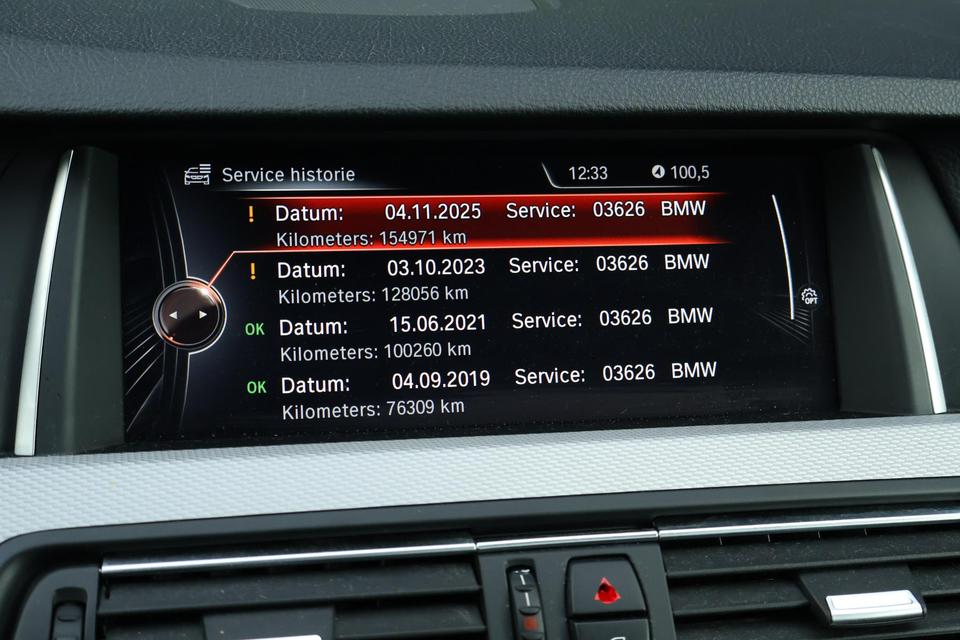 Service historie 12:33 100,5
! Datum: 04.11.2025 Service: 03626 BMW
Kilometers: 154971 km
! Datum: 03.10.2023 Service: 03626 BMW
Kilometers: 128056 km
OK Datum: 15.06.2021 Service: 03626 BMW
Kilometers: 100260 km
OK Datum: 04.09.2019 Service: 03626 BMW
Kilometers: 76309 km
OPT